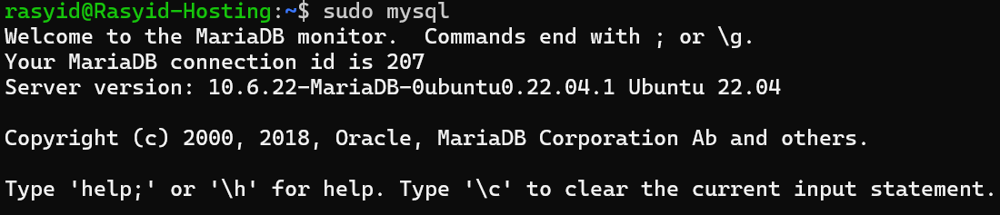 rasyid@Rasyid-Hosting:~$ sudo mysql
Welcome to the MariaDB monitor.  Commands end with ; or \g.
Your MariaDB connection id is 207
Server version: 10.6.22-MariaDB-0ubuntu0.22.04.1 Ubuntu 22.04

Copyright (c) 2000, 2018, Oracle, MariaDB Corporation Ab and others.

Type 'help;' or '\h' for help. Type '\c' to clear the current input statement.